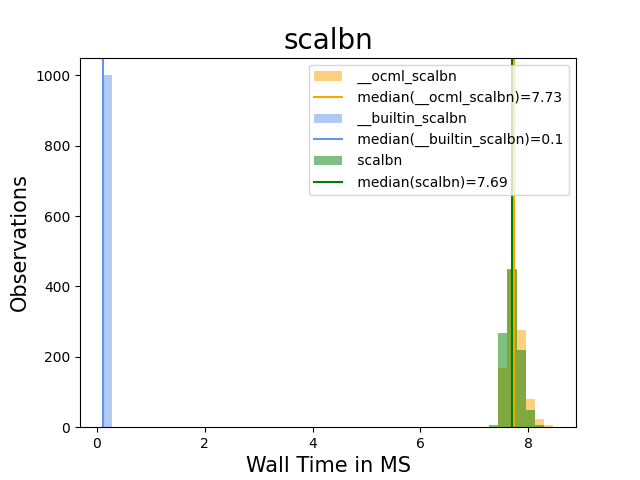 scalbn
1000
800
600
400
200
0
Observations
__ocml_scalbn
median(__ocml_scalbn)=7.73
__builtin_scalbn
median(__builtin_scalbn)=0.1
scalbn
median(scalbn)=7.69
0 2 4 6 8
Wall Time in MS